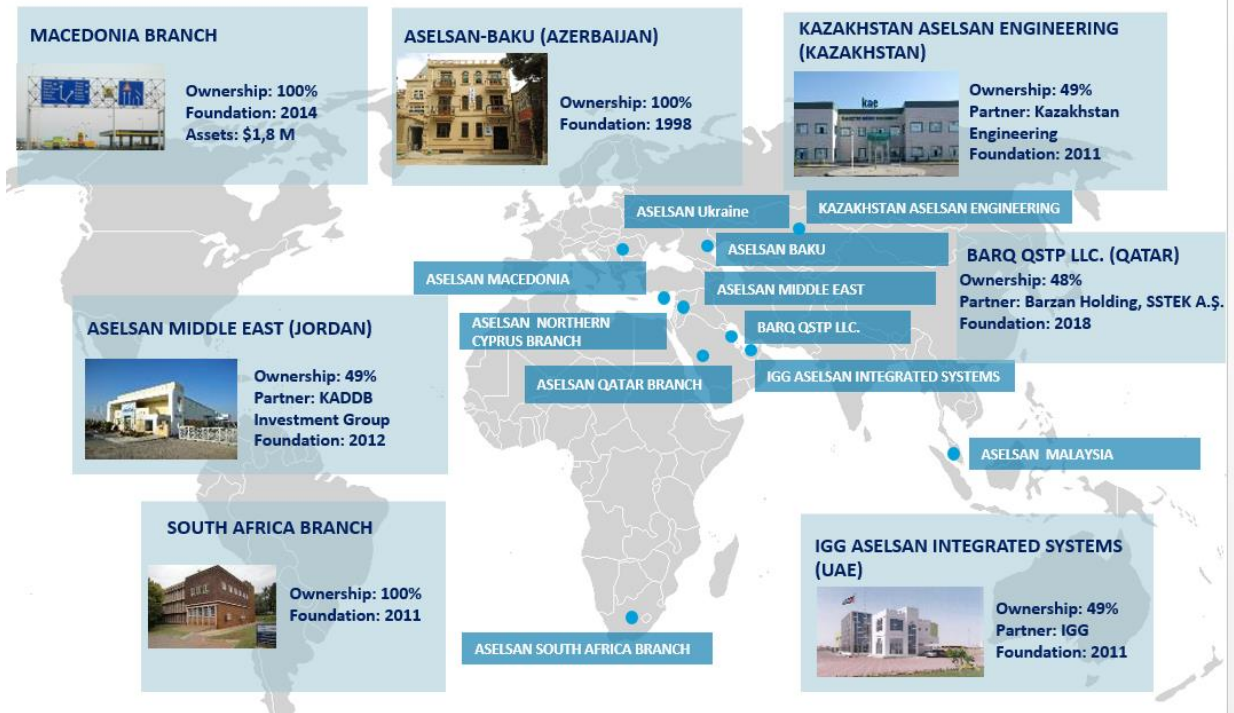 MACEDONIA BRANCH
Ownership: 100%
Foundation: 2014
Assets: $1,8 M
ASELSAN-BAKU (AZERBAIJAN)
Ownership: 100%
Foundation: 1998
KAZAKHSTAN ASELSAN ENGINEERING
(KAZAKHSTAN)
kae
Ownership: 49%
Partner: Kazakhstan
Engineering
Foundation: 2011
ASELSAN Ukraine
KAZAKHSTAN ASELSAN ENGINEERING
ASELSAN BAKU
ASELSAN MACEDONIA
ASELSAN MIDDLE EAST
ASELSAN NORTHERN
CYPRUS BRANCH
BARQ QSTP LLC.
ASELSAN QATAR BRANCH
IGG ASELSAN INTEGRATED SYSTEMS
BARQ QSTP LLC. (QATAR)
Ownership: 48%
Partner: Barzan Holding, SSTEK A.Ş.
Foundation: 2018
ASELSAN MIDDLE EAST (JORDAN)
Ownership: 49%
Partner: KADDB
Investment Group
Foundation: 2012
ASELSAN MALAYSIA
SOUTH AFRICA BRANCH
Ownership: 100%
Foundation: 2011
ASELSAN SOUTH AFRICA BRANCH
IGG ASELSAN INTEGRATED SYSTEMS
(UAE)
Ownership: 49%
Partner: IGG
Foundation: 2011